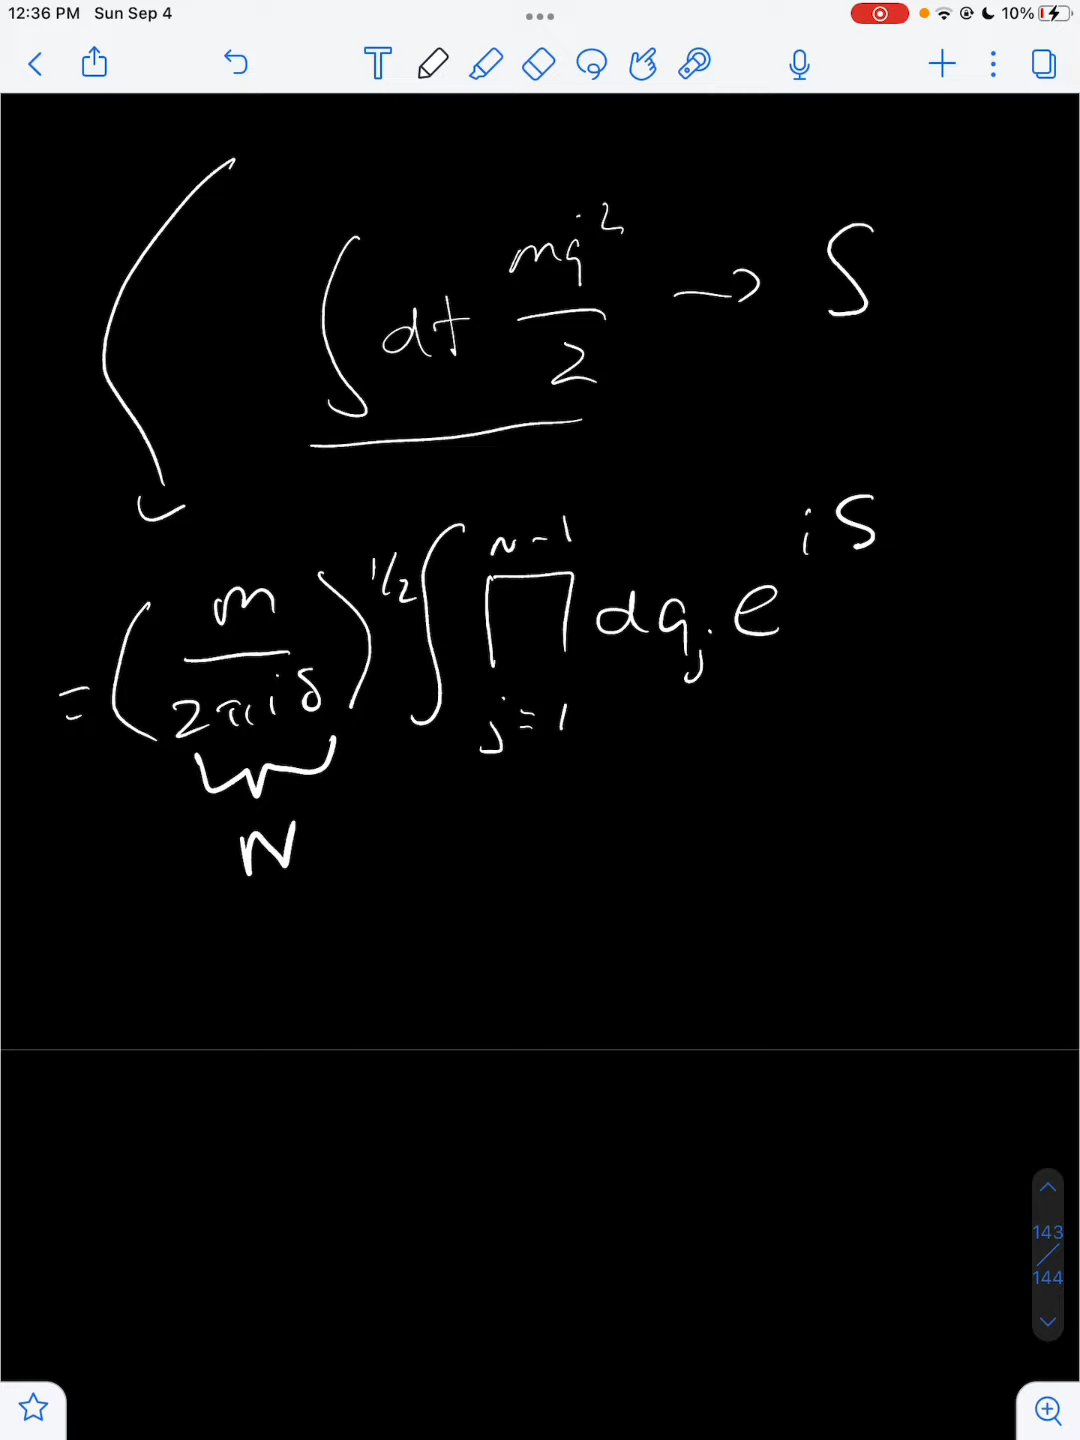 12:36 PM Sun Sep 4
10%
T
∫ dt mq̇²/2 → S
= (m/2πiδ)^1/2 ∫ ∏_{j=1}^{N-1} dq_j e^{iS}
N
143
144